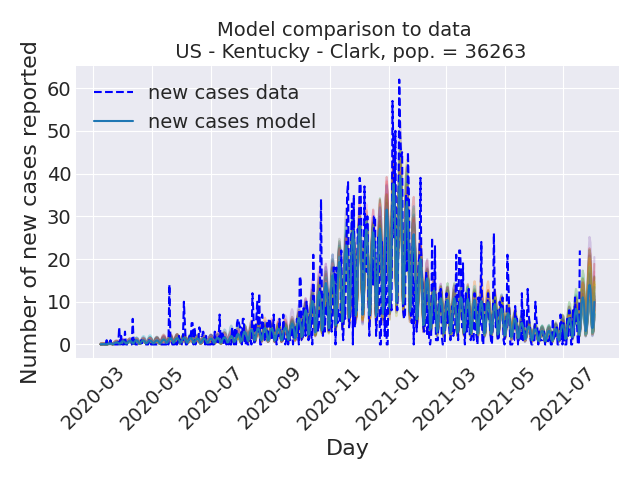 Model comparison to data
US - Kentucky - Clark, pop. = 36263
Number of new cases reported
60
50
40
30
20
10
0
new cases data
new cases model
2020-03
2020-05
2020-07
2020-09
2020-11
2021-01
2021-03
2021-05
2021-07
Day